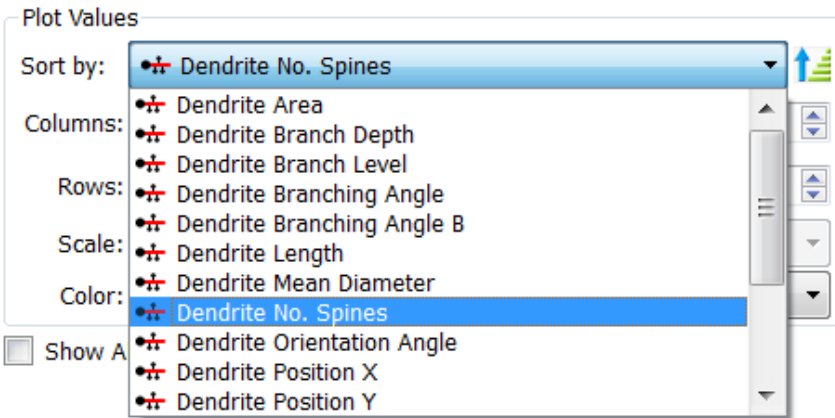 Plot Values
Sort by: Dendrite No. Spines
Dendrite Area
Columns:
Dendrite Branch Depth
Dendrite Branch Level
Rows:
Dendrite Branching Angle
Dendrite Branching Angle B
Scale:
Dendrite Length
Dendrite Mean Diameter
Color:
Dendrite No. Spines
Show A
Dendrite Orientation Angle
Dendrite Position X
Dendrite Position Y